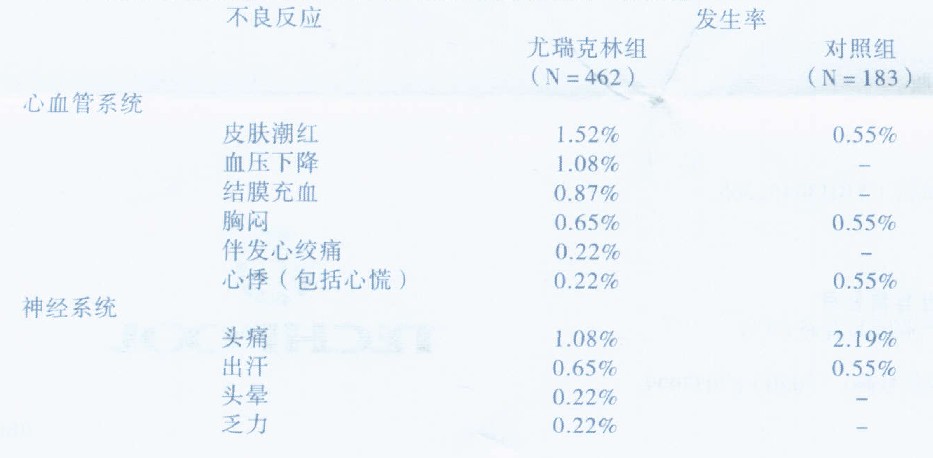 不良反应 发生率
尤瑞克林组 对照组
（N＝462） （N＝183）
心血管系统
皮肤潮红 1.52% 0.55%
血压下降 1.08% –
结膜充血 0.87% –
胸闷 0.65% 0.55%
伴发心绞痛 0.22% –
心悸（包括心慌） 0.22% 0.55%
神经系统
头痛 1.08% 2.19%
出汗 0.65% 0.55%
头晕 0.22% –
乏力 0.22% –